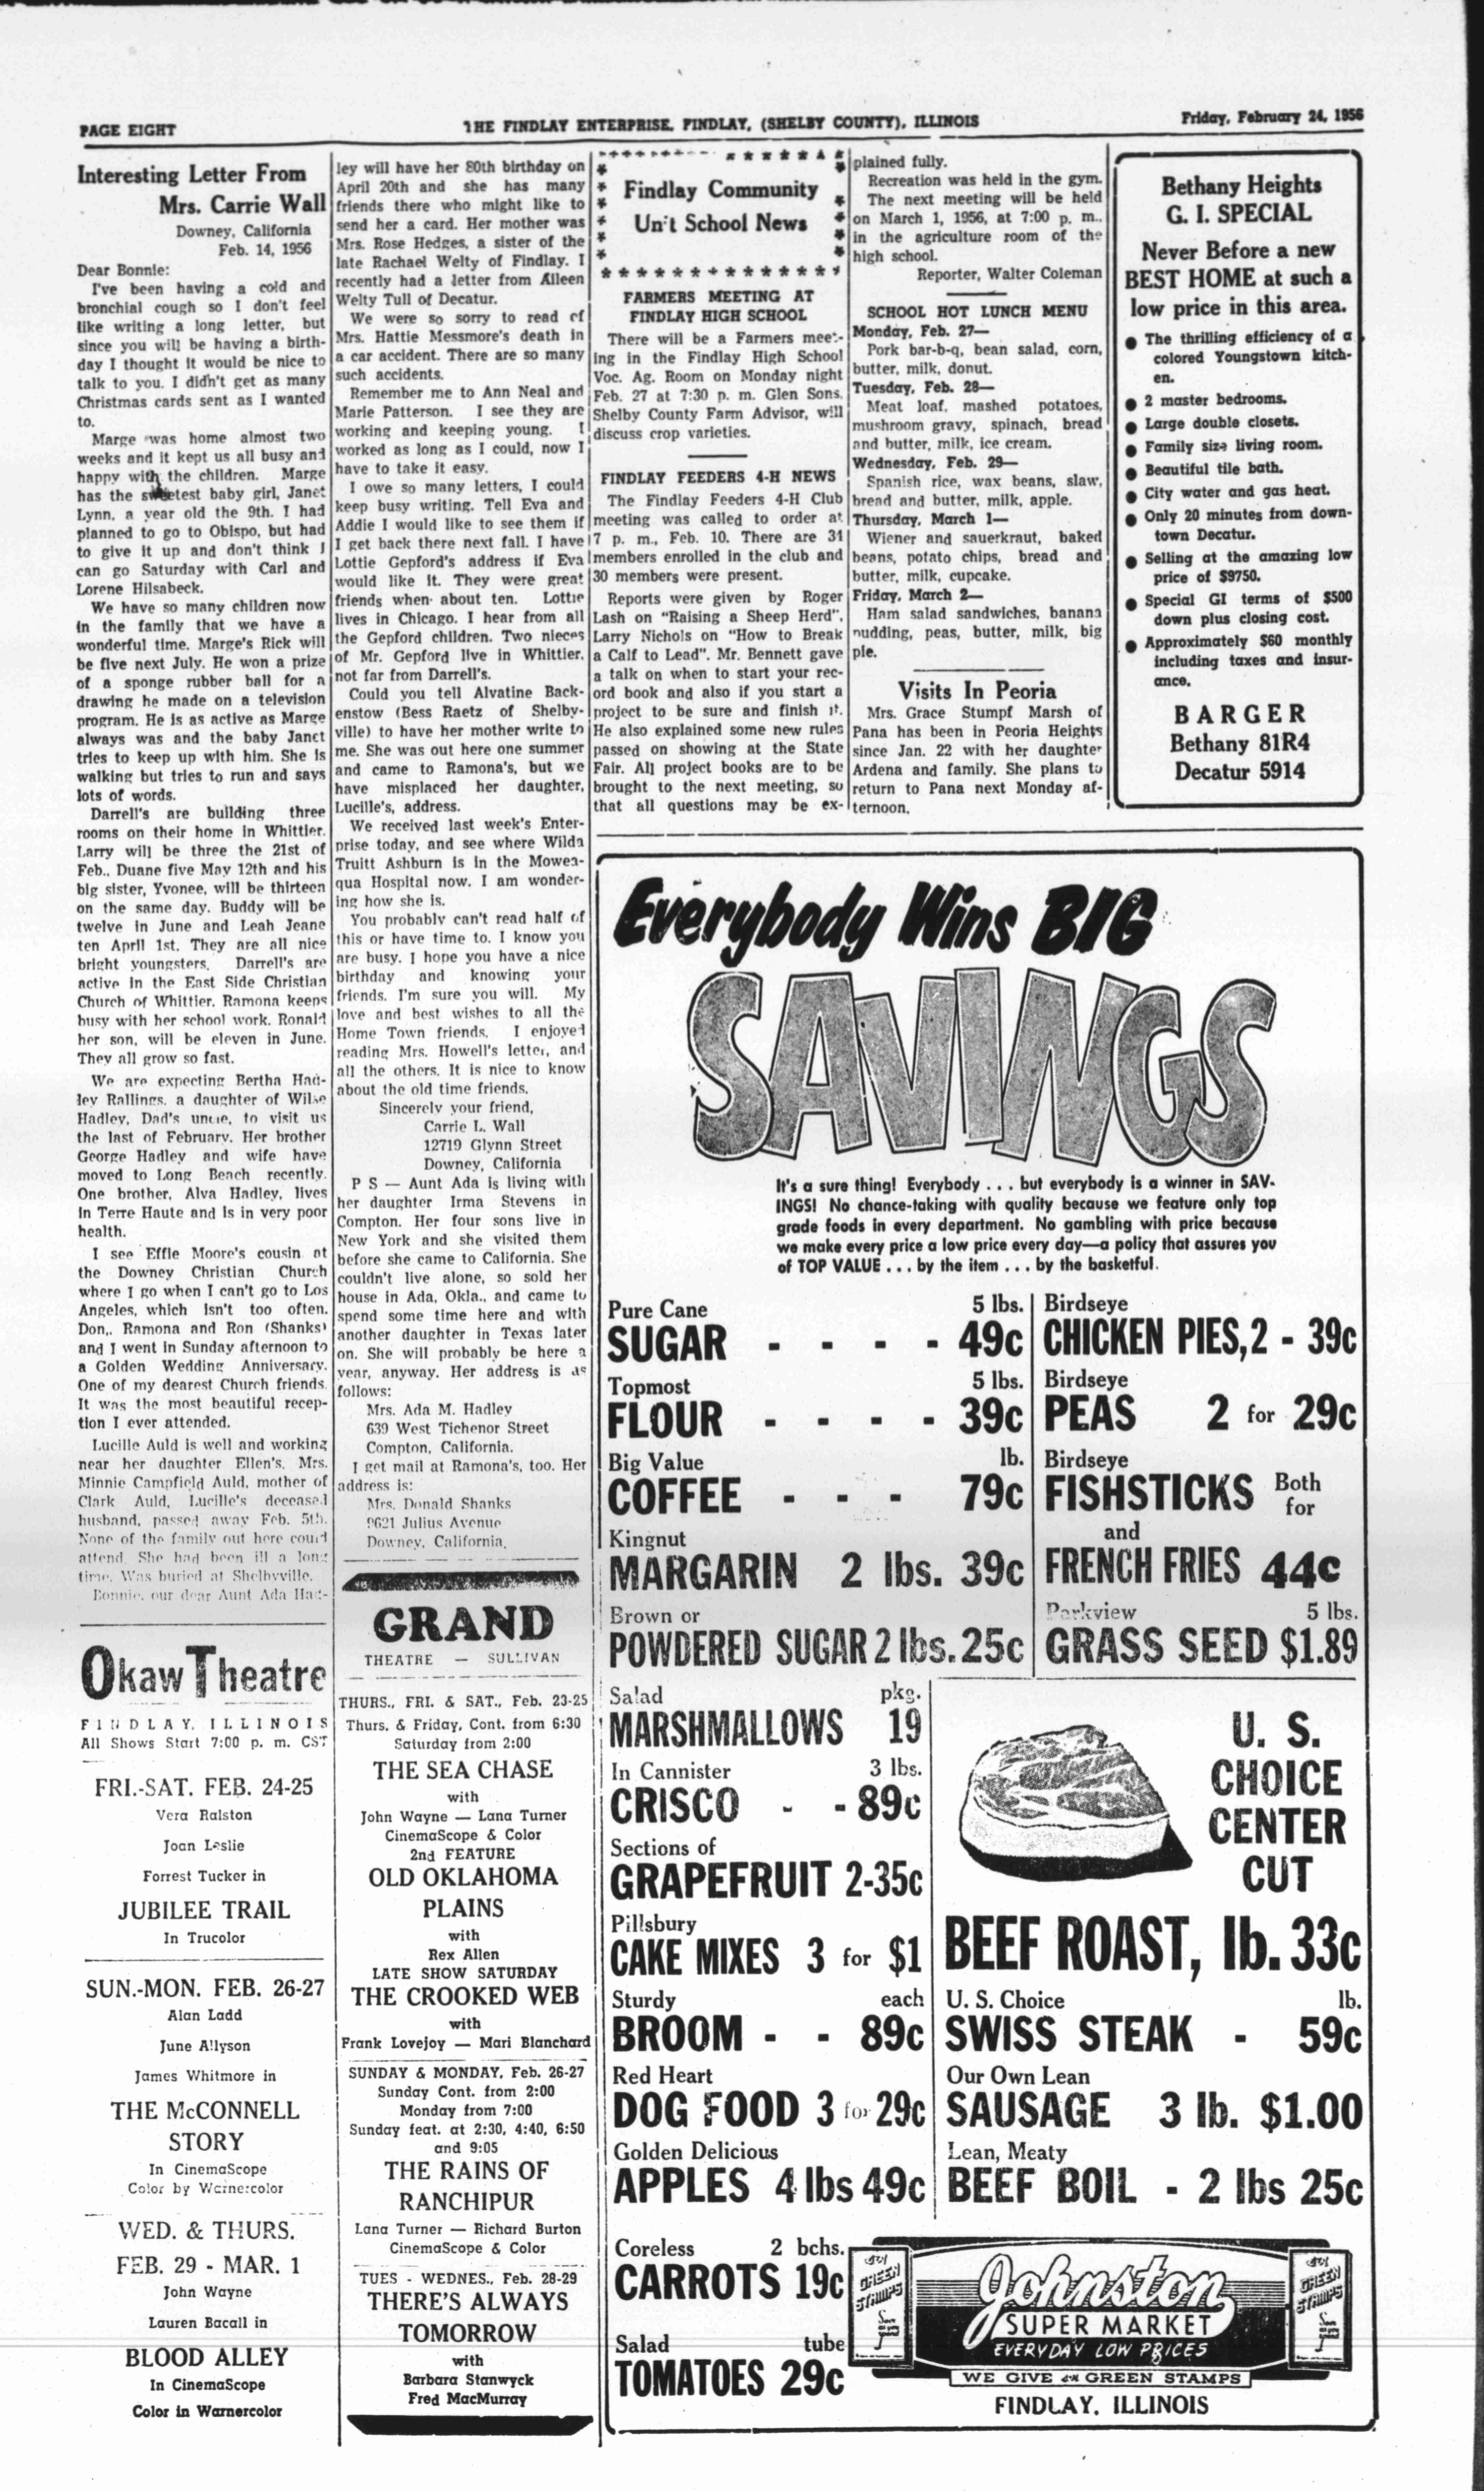 PAGE EIGHT
THE FINDLAY ENTERPRISE, FINDLAY, (SHELBY COUNTY), ILLINOIS
Friday, February 24, 1956
Interesting Letter From
Mrs. Carrie Wall
Downey, California
Feb. 14, 1956
Dear Bonnie:
I've been having a cold and
bronchial cough so I don't feel
like writing a long letter, but
since you will be having a birth-
day I thought it would be nice to
talk to you. I didn't get as many
Christmas cards sent as I wanted
to.
Marge was home almost two
weeks and it kept us all busy and
happy with the children. Marge
has the sweetest baby girl, Janet
Lynn, a year old the 9th. I had
planned to go to Obispo, but had
to give it up and don't think I
can go Saturday with Carl and
Lorene Hilsabeck.
We have so many children now
in the family that we have a
wonderful time. Marge's Rick will
be five next July. He won a prize
of a sponge rubber ball for a
drawing he made on a television
program. He is as active as Marge
always was and the baby Janet
tries to keep up with him. She is
walking but tries to run and says
lots of words.
Darrell's are building three
rooms on their home in Whittier.
Larry will be three the 21st of
Feb., Duane five May 12th and his
big sister, Yvonee, will be thirteen
on the same day. Buddy will be
twelve in June and Leah Jeane
ten April 1st. They are all nice
bright youngsters. Darrell's are
active in the East Side Christian
Church of Whittier. Ramona keeps
busy with her school work. Ronald
her son, will be eleven in June.
They all grow so fast.
We are expecting Bertha Had-
ley Rallings, a daughter of Wilse
Hadley, Dad's uncle, to visit us
the last of February. Her brother
George Hadley and wife have
moved to Long Beach recently.
One brother, Alva Hadley, lives
in Terre Haute and is in very poor
health.
I see Effie Moore's cousin at
the Downey Christian Church
where I go when I can't go to Los
Angeles, which isn't too often.
Don,. Ramona and Ron (Shanks)
and I went in Sunday afternoon to
a Golden Wedding Anniversary.
One of my dearest Church friends.
It was the most beautiful recep-
tion I ever attended.
Lucille Auld is well and working
near her daughter Ellen's. Mrs.
Minnie Campfield Auld, mother of
Clark Auld, Lucille's deceased
husband, passed away Feb. 5th.
None of the family out here could
attend. She had been ill a long
time. Was buried at Shelbyville.
Bonnie, our dear Aunt Ada Had-
ley will have her 80th birthday on
April 20th and she has many
friends there who might like to
send her a card. Her mother was
Mrs. Rose Hedges, a sister of the
late Rachael Welty of Findlay. I
recently had a letter from Aileen
Welty Tull of Decatur.
We were so sorry to read of
Mrs. Hattie Messmore's death in
a car accident. There are so many
such accidents.
Remember me to Ann Neal and
Marie Patterson. I see they are
working and keeping young. I
worked as long as I could, now I
have to take it easy.
I owe so many letters, I could
keep busy writing. Tell Eva and
Addie I would like to see them if
I get back there next fall. I have
Lottie Gepford's address if Eva
would like it. They were great
friends when about ten. Lottie
lives in Chicago. I hear from all
the Gepford children. Two nieces
of Mr. Gepford live in Whittier,
not far from Darrell's.
Could you tell Alvatine Back-
enstow (Bess Raetz of Shelby-
ville) to have her mother write to
me. She was out here one summer
and came to Ramona's, but we
have misplaced her daughter,
Lucille's, address.
We received last week's Enter-
prise today, and see where Wilda
Truitt Ashburn is in the Mowea-
qua Hospital now. I am wonder-
ing how she is.
You probably can't read half of
this or have time to. I know you
are busy. I hope you have a nice
birthday and knowing your
friends. I'm sure you will. My
love and best wishes to all the
Home Town friends. I enjoyed
reading Mrs. Howell's letter, and
all the others. It is nice to know
about the old time friends.
Sincerely your friend,
Carrie L. Wall
12719 Glynn Street
Downey, California
P S — Aunt Ada is living with
her daughter Irma Stevens in
Compton. Her four sons live in
New York and she visited them
before she came to California. She
couldn't live alone, so sold her
house in Ada, Okla., and came to
spend some time here and with
another daughter in Texas later
on. She will probably be here a
year, anyway. Her address is as
follows:
Mrs. Ada M. Hadley
639 West Tichenor Street
Compton, California.
I get mail at Ramona's, too. Her
address is:
Mrs. Donald Shanks
9621 Julius Avenue
Downey, California.
Findlay Community
Unit School News
FARMERS MEETING AT
FINDLAY HIGH SCHOOL
There will be a Farmers meet-
ing in the Findlay High School
Voc. Ag. Room on Monday night
Feb. 27 at 7:30 p. m. Glen Sons,
Shelby County Farm Advisor, will
discuss crop varieties.
FINDLAY FEEDERS 4-H NEWS
The Findlay Feeders 4-H Club
meeting was called to order at
7 p. m., Feb. 10. There are 31
members enrolled in the club and
30 members were present.
Reports were given by Roger
Lash on "Raising a Sheep Herd",
Larry Nichols on "How to Break
a Calf to Lead". Mr. Bennett gave
a talk on when to start your rec-
ord book and also if you start a
project to be sure and finish it.
He also explained some new rules
passed on showing at the State
Fair. All project books are to be
brought to the next meeting, so
that all questions may be ex-
plained fully.
Recreation was held in the gym.
The next meeting will be held
on March 1, 1956, at 7:00 p. m.,
in the agriculture room of the
high school.
Reporter, Walter Coleman
SCHOOL HOT LUNCH MENU
Monday, Feb. 27—
Pork bar-b-q, bean salad, corn,
butter, milk, donut.
Tuesday, Feb. 28—
Meat loaf, mashed potatoes,
mushroom gravy, spinach, bread
and butter, milk, ice cream.
Wednesday, Feb. 29—
Spanish rice, wax beans, slaw,
bread and butter, milk, apple.
Thursday, March 1—
Wiener and sauerkraut, baked
beans, potato chips, bread and
butter, milk, cupcake.
Friday, March 2—
Ham salad sandwiches, banana
pudding, peas, butter, milk, big
pie.
Visits In Peoria
Mrs. Grace Stumpf Marsh of
Pana has been in Peoria Heights
since Jan. 22 with her daughter
Ardena and family. She plans to
return to Pana next Monday af-
ternoon.
Bethany Heights
G. I. SPECIAL
Never Before a new
BEST HOME at such a
low price in this area.
● The thrilling efficiency of a
colored Youngstown kitch-
en.
● 2 master bedrooms.
● Large double closets.
● Family size living room.
● Beautiful tile bath.
● City water and gas heat.
● Only 20 minutes from down-
town Decatur.
● Selling at the amazing low
price of $9750.
● Special GI terms of $500
down plus closing cost.
● Approximately $60 monthly
including taxes and insur-
ance.
BARGER
Bethany 81R4
Decatur 5914
Okaw Theatre
FINDLAY, ILLINOIS
All Shows Start 7:00 p. m. CST
FRI.-SAT. FEB. 24-25
Vera Ralston
Joan Leslie
Forrest Tucker in
JUBILEE TRAIL
In Trucolor
SUN.-MON. FEB. 26-27
Alan Ladd
June Allyson
James Whitmore in
THE McCONNELL
STORY
In CinemaScope
Color by Warnercolor
WED. & THURS.
FEB. 29 - MAR. 1
John Wayne
Lauren Bacall in
BLOOD ALLEY
In CinemaScope
Color in Warnercolor
GRAND
THEATRE — SULLIVAN
THURS., FRI. & SAT., Feb. 23-25
Thurs. & Friday, Cont. from 6:30
Saturday from 2:00
THE SEA CHASE
with
John Wayne — Lana Turner
CinemaScope & Color
2nd FEATURE
OLD OKLAHOMA
PLAINS
with
Rex Allen
LATE SHOW SATURDAY
THE CROOKED WEB
with
Frank Lovejoy — Mari Blanchard
SUNDAY & MONDAY, Feb. 26-27
Sunday Cont. from 2:00
Monday from 7:00
Sunday feat. at 2:30, 4:40, 6:50
and 9:05
THE RAINS OF
RANCHIPUR
Lana Turner — Richard Burton
CinemaScope & Color
TUES - WEDNES., Feb. 28-29
THERE'S ALWAYS
TOMORROW
with
Barbara Stanwyck
Fred MacMurray
Everybody Wins BIG
SAVINGS
It's a sure thing! Everybody . . . but everybody is a winner in SAV-
INGS! No chance-taking with quality because we feature only top
grade foods in every department. No gambling with price because
we make every price a low price every day—a policy that assures you
of TOP VALUE . . . by the item . . . by the basketful.
Pure Cane 5 lbs.
SUGAR - - - - 49c
Topmost 5 lbs.
FLOUR - - - - 39c
Big Value lb.
COFFEE - - - 79c
Kingnut
MARGARIN 2 lbs. 39c
Brown or
POWDERED SUGAR 2 lbs. 25c
Birdseye
CHICKEN PIES, 2 - 39c
Birdseye
PEAS 2 for 29c
Birdseye
FISHSTICKS Both
for
and
FRENCH FRIES 44c
Parkview 5 lbs.
GRASS SEED $1.89
Salad pkg.
MARSHMALLOWS 19
In Cannister 3 lbs.
CRISCO - - 89c
Sections of
GRAPEFRUIT 2-35c
Pillsbury
CAKE MIXES 3 for $1
Sturdy each
BROOM - - 89c
Red Heart
DOG FOOD 3 for 29c
Golden Delicious
APPLES 4 lbs 49c
Coreless 2 bchs.
CARROTS 19c
Salad tube
TOMATOES 29c
U. S.
CHOICE
CENTER
CUT
BEEF ROAST, lb. 33c
U. S. Choice lb.
SWISS STEAK - 59c
Our Own Lean
SAUSAGE 3 lb. $1.00
Lean, Meaty
BEEF BOIL - 2 lbs 25c
GREEN
STAMPS
Johnston
SUPER MARKET
EVERYDAY LOW PRICES
WE GIVE GREEN STAMPS
GREEN
STAMPS
FINDLAY, ILLINOIS